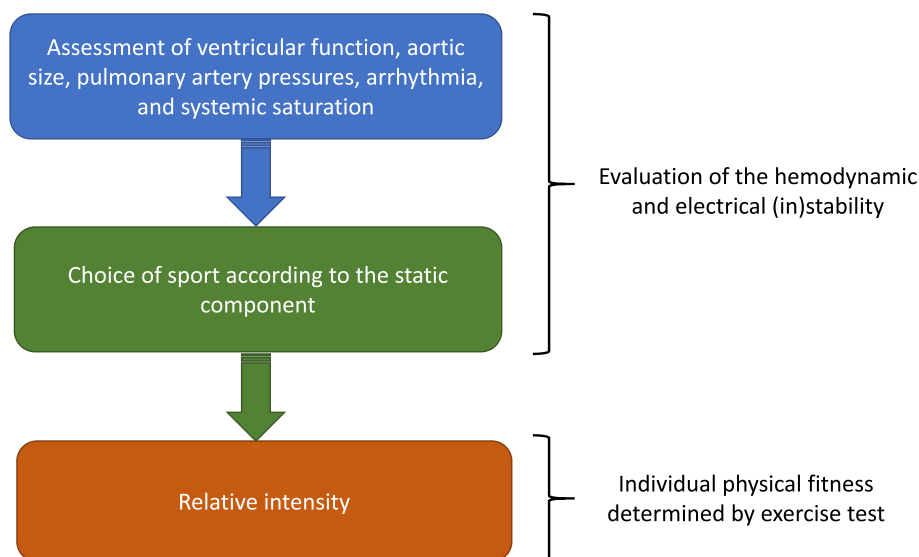 Assessment of ventricular function, aortic
size, pulmonary artery pressures, arrhythmia,
and systemic saturation
Evaluation of the hemodynamic
and electrical (in)stability
Choice of sport according to the static
component
Relative intensity
Individual physical fitness
determined by exercise test